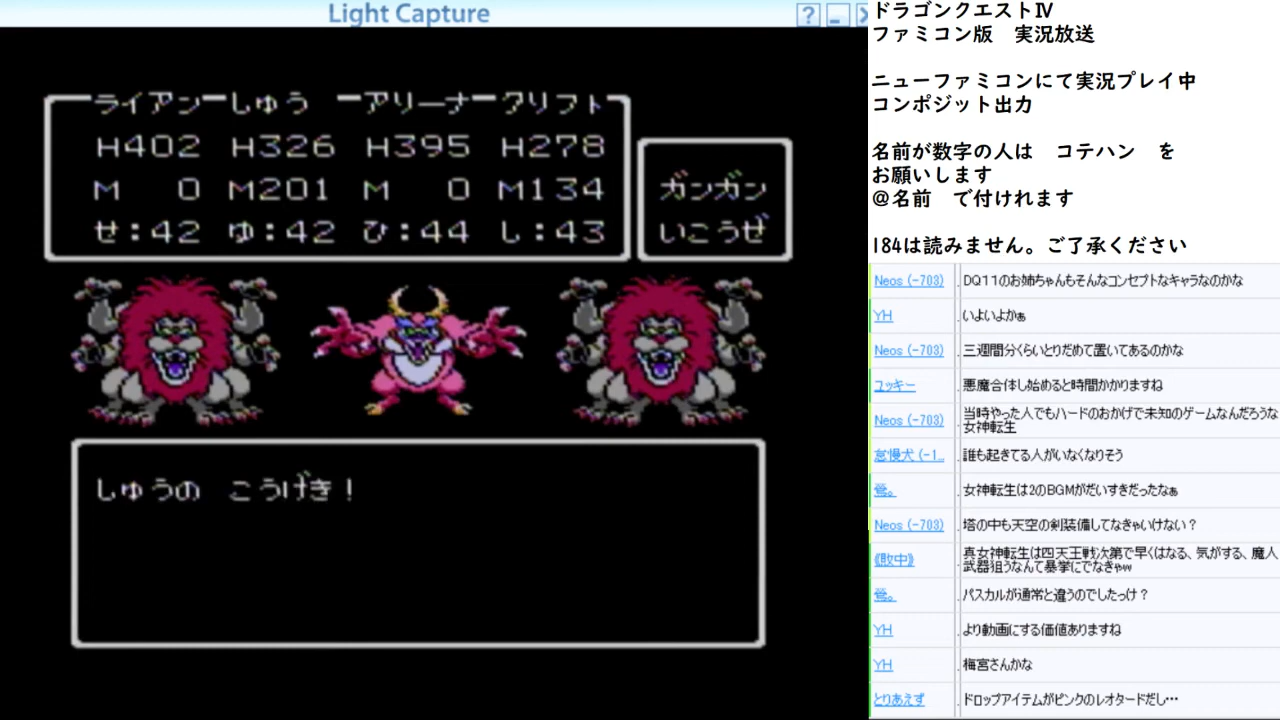 Light Capture
ライアン しゅう アリーナ クリフト
H402 H326 H395 H278
M 0 M201 M 0 M134
せ:42 ゆ:42 ひ:44 し:43
ガンガン
いこうぜ
しゅうの こうげき!
ドラゴンクエストⅣ
ファミコン版 実況放送
ニューファミコンにて実況プレイ中
コンポジット出力
名前が数字の人は コテハン を
お願いします
@名前 で付けれます
184は読みません。ご了承ください
Neos (-703) .DQ11のお姉ちゃんもそんなコンセプトなキャラなのかな
YH .いよいよかぁ
Neos (-703) .三週間分くらいとりだめて置いてあるのかな
ユッキー .悪魔合体し始めると時間かかりますね
Neos (-703) .当時やった人でもハードのおかげで未知のゲームなんだろうな
女神転生
怠慢犬 (-1... .誰も起きてる人がいなくなりそう
.女神転生は2のBGMがだいすきだったなぁ
Neos (-703) .塔の中も天空の剣装備してなきゃいけない?
《敗中》 .真女神転生は四天王戦次第で早くはなる、気がする、魔人
武器狙うなんて暴挙にでなきゃw
.パスカルが通常と違うのでしたっけ?
YH .より動画にする価値ありますね
YH .梅宮さんかな
とりあえず .ドロップアイテムがピンクのレオタードだし…